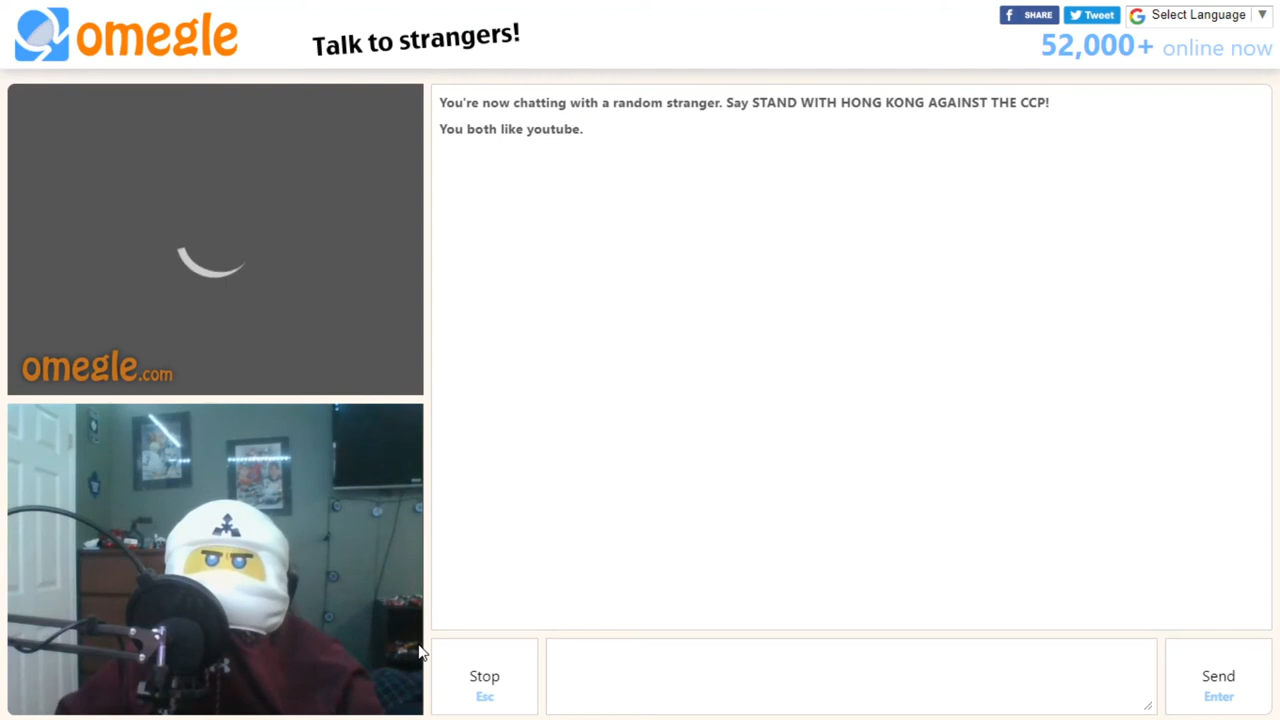 omegle
Talk to strangers!
SHARE
Tweet
Select Language
52,000+ online now
You're now chatting with a random stranger. Say STAND WITH HONG KONG AGAINST THE CCP!
You both like youtube.
omegle.com
Stop
Esc
Send
Enter